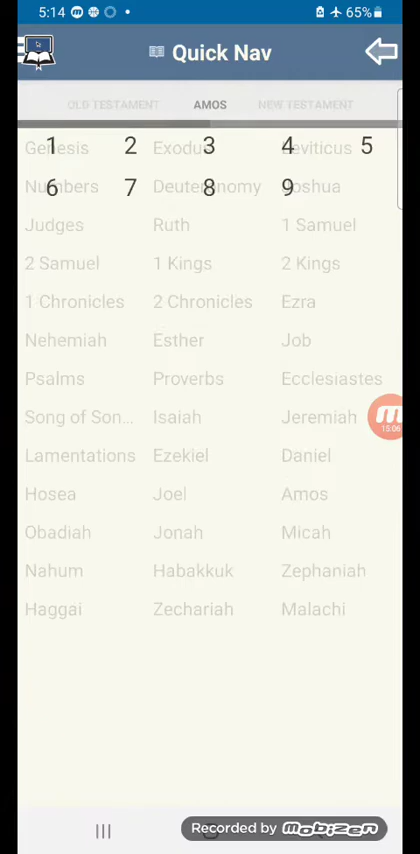 5:14 65%
Quick Nav
OLD TESTAMENT AMOS NEW TESTAMENT
1 2 3 4 5
Genesis Exodus Leviticus
6 7 8 9
Numbers Deuteronomy Joshua
Judges Ruth 1 Samuel
2 Samuel 1 Kings 2 Kings
1 Chronicles 2 Chronicles Ezra
Nehemiah Esther Job
Psalms Proverbs Ecclesiastes
Song of Son... Isaiah Jeremiah
15:06
Lamentations Ezekiel Daniel
Hosea Joel Amos
Obadiah Jonah Micah
Nahum Habakkuk Zephaniah
Haggai Zechariah Malachi
Recorded by mobizen